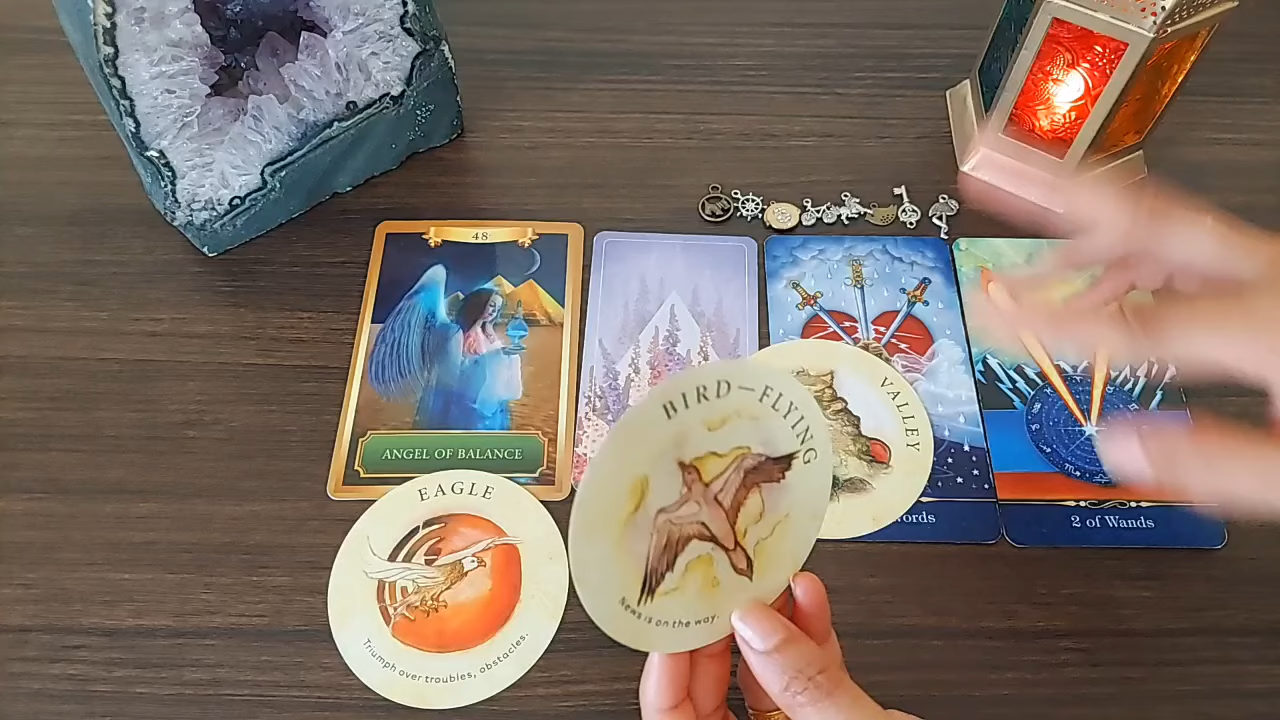 48
ANGEL OF BALANCE
2 of Wands
VALLEY
BIRD—FLYING
News is on the way.
EAGLE
Triumph over troubles, obstacles.